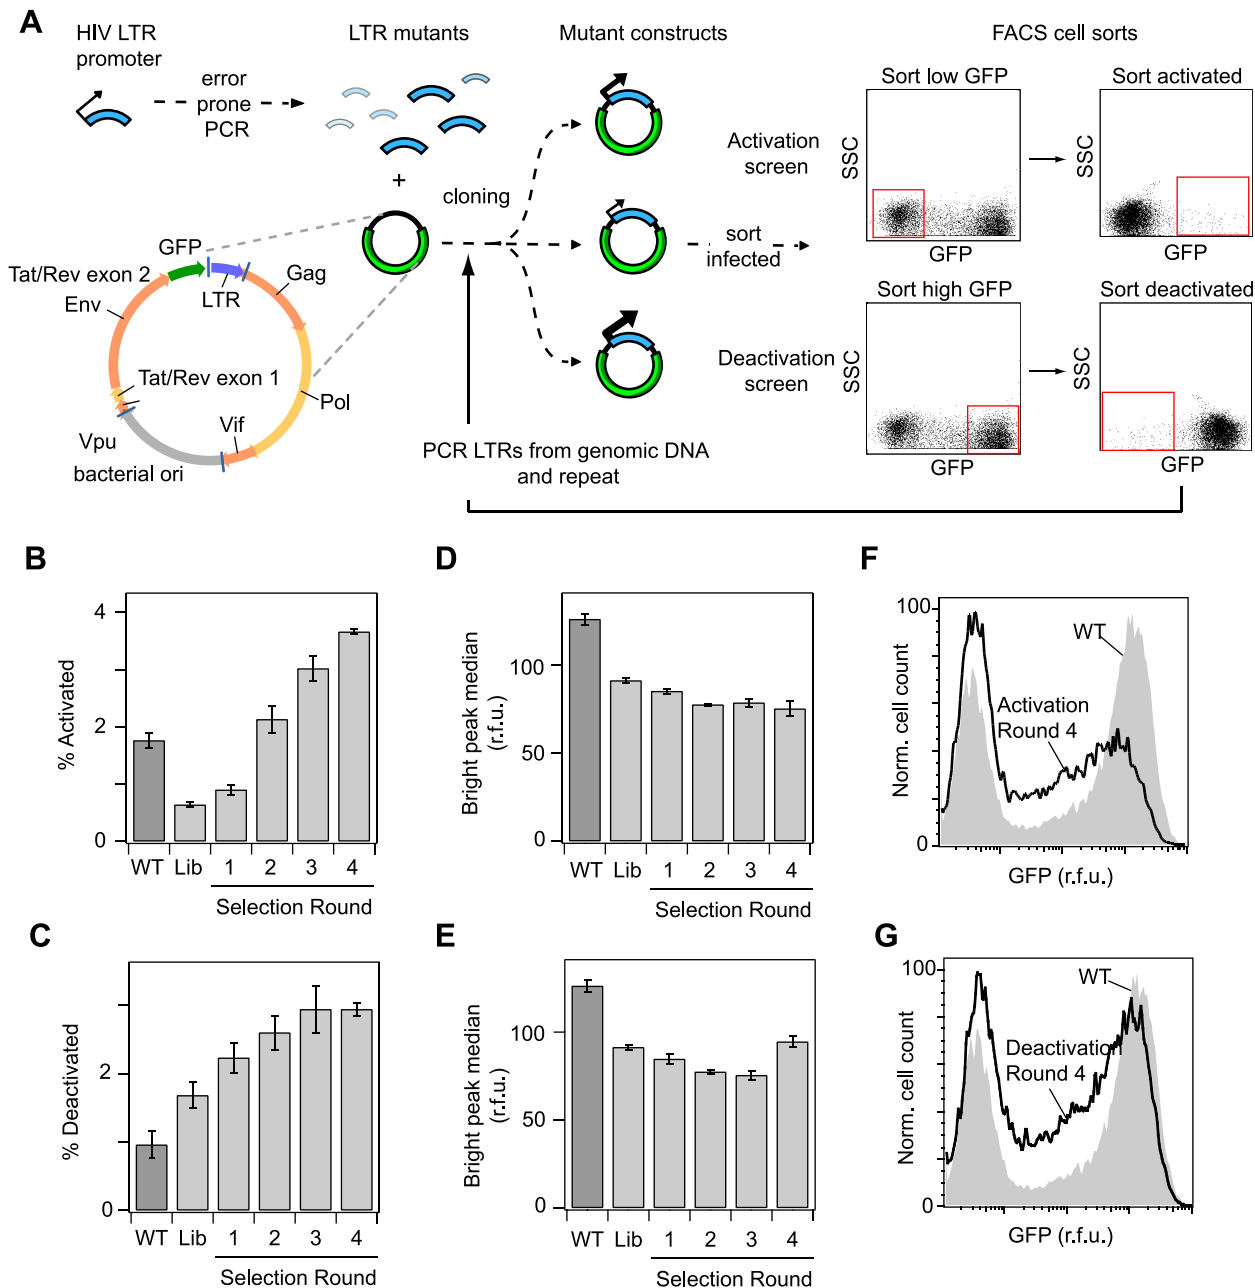 A
HIV LTR
promoter
error
prone
PCR
LTR mutants
+
cloning
Mutant constructs
sort
infected
FACS cell sorts
Activation
screen
Sort low GFP
SSC
GFP
Sort activated
SSC
GFP
Deactivation
screen
Sort high GFP
SSC
GFP
Sort deactivated
SSC
GFP
GFP
Tat/Rev exon 2
Env
LTR
Gag
Tat/Rev exon 1
Pol
Vpu
Vif
bacterial ori
PCR LTRs from genomic DNA
and repeat
B
% Activated
4
2
0
WT Lib 1 2 3 4
Selection Round
D
Bright peak median
(r.f.u.)
100
50
0
WT Lib 1 2 3 4
Selection Round
F
Norm. cell count
100
0
WT
Activation
Round 4
GFP (r.f.u.)
C
% Deactivated
2
0
WT Lib 1 2 3 4
Selection Round
E
Bright peak median
(r.f.u.)
100
50
0
WT Lib 1 2 3 4
Selection Round
G
Norm. cell count
100
0
WT
Deactivation
Round 4
GFP (r.f.u.)